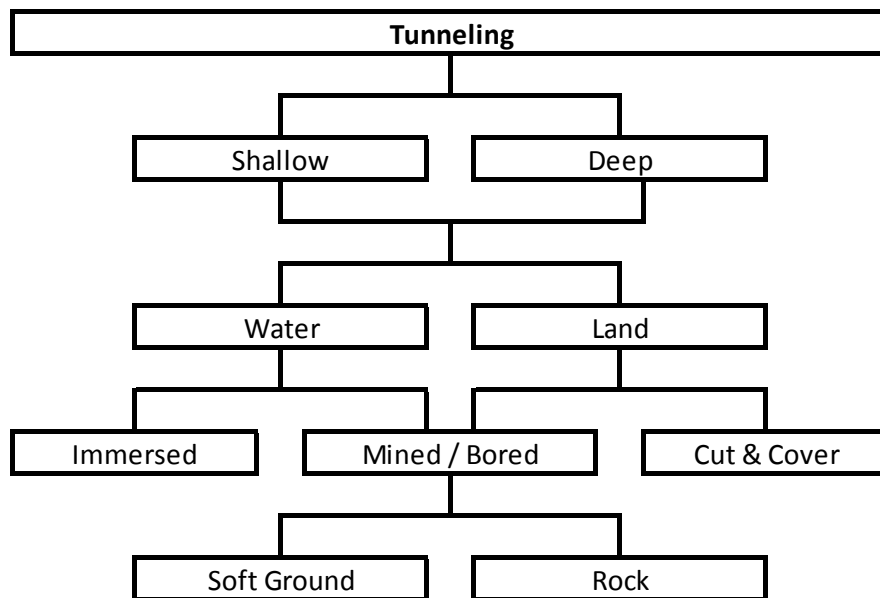 Tunneling
Shallow
Deep
Water
Land
Immersed
Mined / Bored
Cut & Cover
Soft Ground
Rock